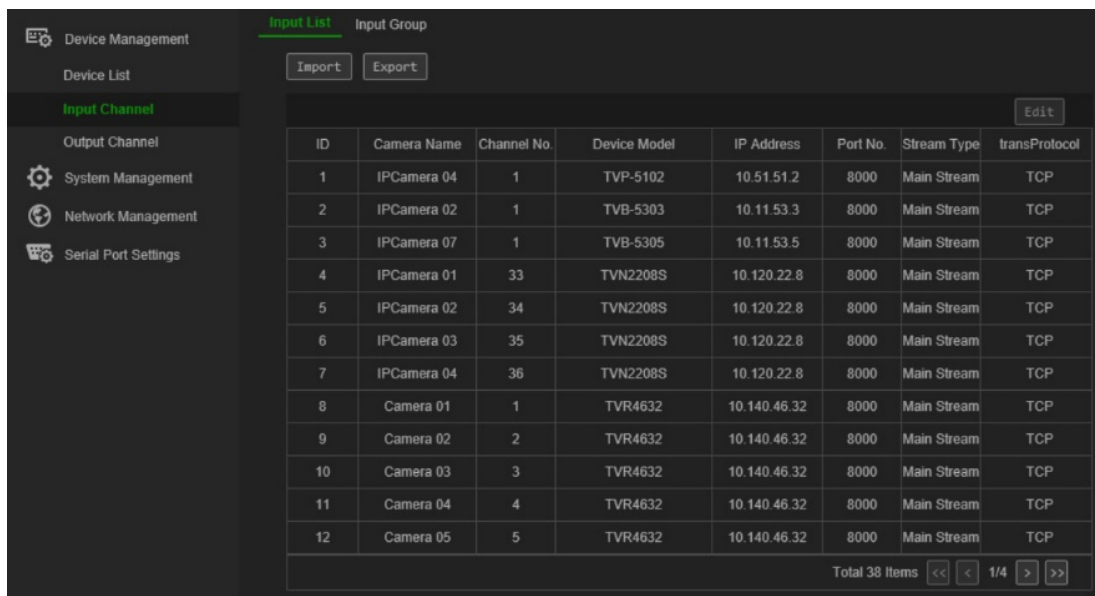 Device Management
Device List
Input Channel
Output Channel
System Management
Network Management
Serial Port Settings
Input List Input Group
Import Export
Edit
ID Camera Name Channel No. Device Model IP Address Port No. Stream Type transProtocol
1 IPCamera 04 1 TVP-5102 10.51.51.2 8000 Main Stream TCP
2 IPCamera 02 1 TVB-5303 10.11.53.3 8000 Main Stream TCP
3 IPCamera 07 1 TVB-5305 10.11.53.5 8000 Main Stream TCP
4 IPCamera 01 33 TVN2208S 10.120.22.8 8000 Main Stream TCP
5 IPCamera 02 34 TVN2208S 10.120.22.8 8000 Main Stream TCP
6 IPCamera 03 35 TVN2208S 10.120.22.8 8000 Main Stream TCP
7 IPCamera 04 36 TVN2208S 10.120.22.8 8000 Main Stream TCP
8 Camera 01 1 TVR4632 10.140.46.32 8000 Main Stream TCP
9 Camera 02 2 TVR4632 10.140.46.32 8000 Main Stream TCP
10 Camera 03 3 TVR4632 10.140.46.32 8000 Main Stream TCP
11 Camera 04 4 TVR4632 10.140.46.32 8000 Main Stream TCP
12 Camera 05 5 TVR4632 10.140.46.32 8000 Main Stream TCP
Total 38 Items << < 1/4 > >>